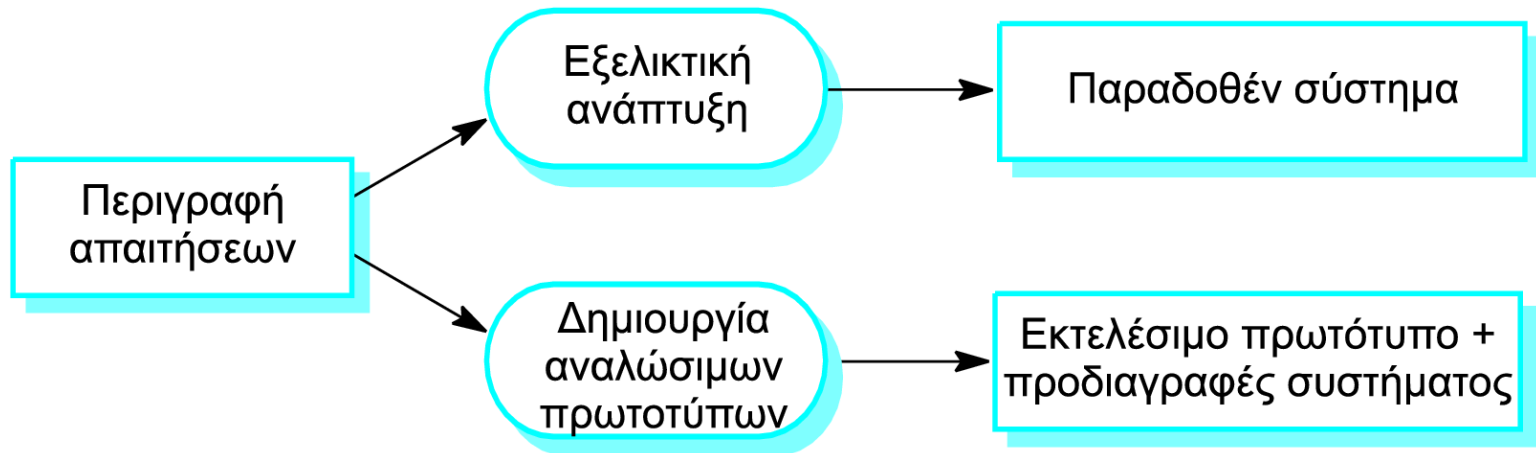 Περιγραφή
απαιτήσεων
Εξελικτική
ανάπτυξη
Παραδοθέν σύστημα
Δημιουργία
αναλώσιμων
πρωτοτύπων
Εκτελέσιμο πρωτότυπο +
προδιαγραφές συστήματος